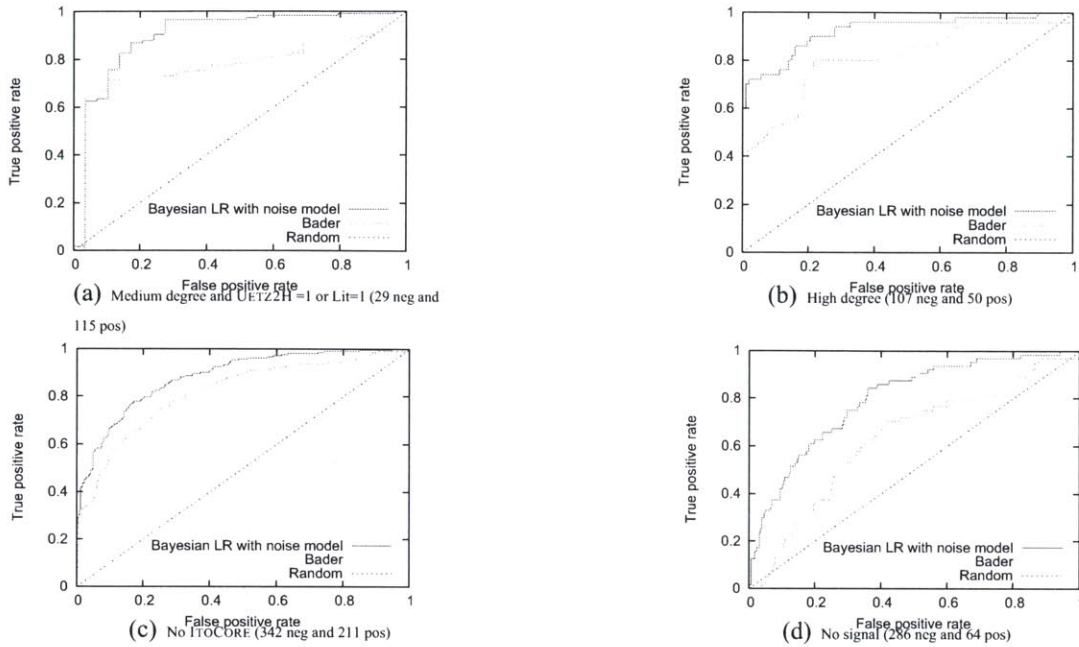 1
0.8
0.6
0.4
0.2
0
True positive rate
Bayesian LR with noise model
Bader
Random
0 0.2 0.4 0.6 0.8 1
False positive rate
(a) Medium degree and UETZ2H =1 or Lit=1 (29 neg and
115 pos)
1
0.8
0.6
0.4
0.2
0
True positive rate
Bayesian LR with noise model
Bader
Random
0 0.2 0.4 0.6 0.8 1
False positive rate
(b) High degree (107 neg and 50 pos)
1
0.8
0.6
0.4
0.2
0
True positive rate
Bayesian LR with noise model
Bader
Random
0 0.2 0.4 0.6 0.8 1
False positive rate
(c) No ITOCORE (342 neg and 211 pos)
1
0.8
0.6
0.4
0.2
0
True positive rate
Bayesian LR with noise model
Bader
Random
0 0.2 0.4 0.6 0.8
False positive rate
(d) No signal (286 neg and 64 pos)